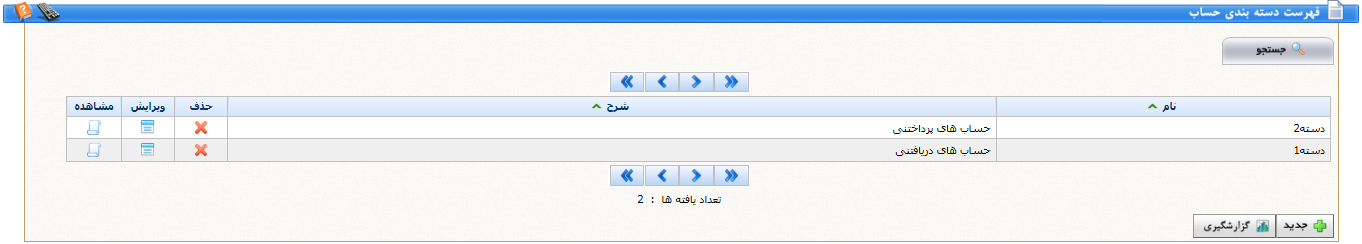 فهرست دسته بندی حساب
جستجو
نام شرح حذف ویرایش مشاهده
دسته2 حساب های پرداختنی
دسته1 حساب های دریافتنی
تعداد یافته ها : 2
جدید گزارشگیری